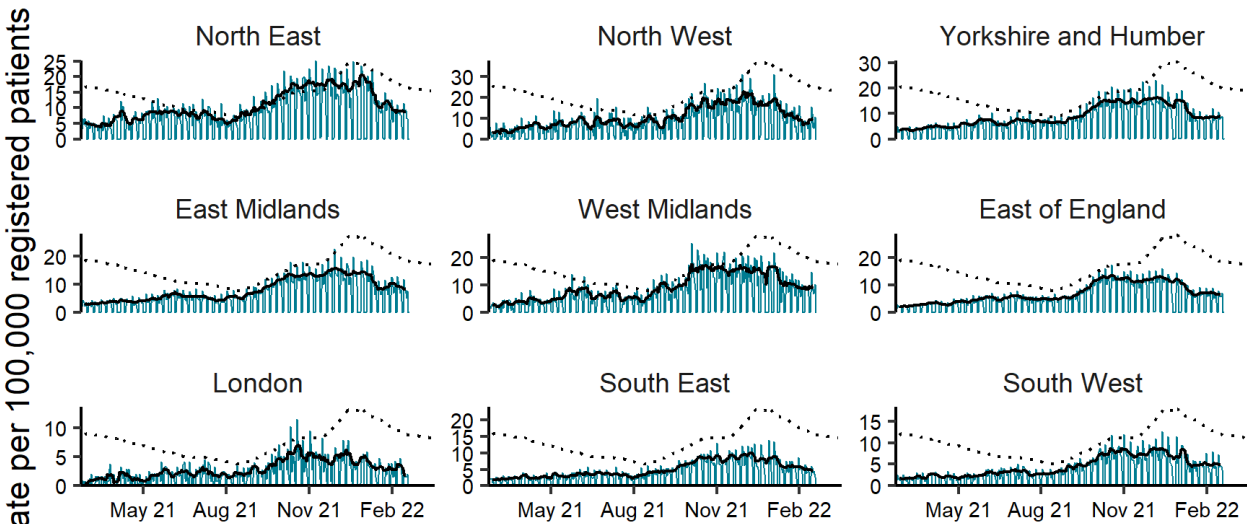 ate per 100,000 registered patients
North East
North West
Yorkshire and Humber
25
20
15
10
5
0
30
20
10
0
30
20
10
0
East Midlands
West Midlands
East of England
20
10
0
20
10
0
20
10
0
London
South East
South West
10
5
0
20
15
10
5
0
15
10
5
0
May 21 Aug 21 Nov 21 Feb 22
May 21 Aug 21 Nov 21 Feb 22
May 21 Aug 21 Nov 21 Feb 22